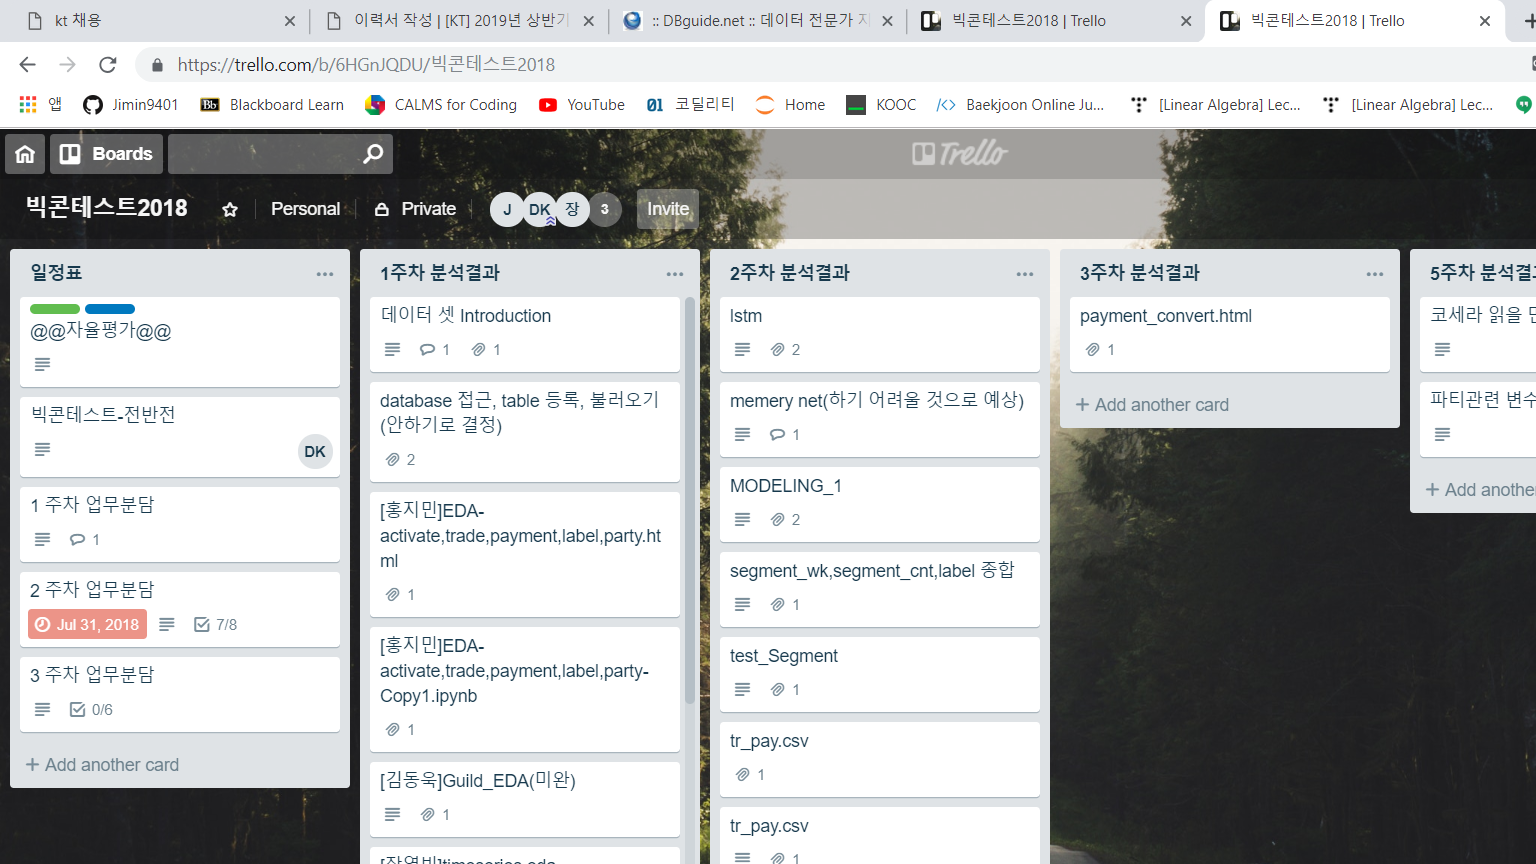 kt 채용
이력서 작성 | [KT] 2019년 상반기
:: DBguide.net :: 데이터 전문가 지
빅콘테스트2018 | Trello
빅콘테스트2018 | Trello
https://trello.com/b/6HGnJQDU/빅콘테스트2018
앱
Jimin9401
Bb
Blackboard Learn
CALMS for Coding
YouTube
01
코딜리티
Home
KOOC
</>
Baekjoon Online Ju...
[Linear Algebra] Lec...
[Linear Algebra] Lec...
Boards
Trello
빅콘테스트2018
Personal
Private
J
DK
장
3
Invite
일정표
@@자율평가@@
빅콘테스트-전반전
DK
1 주차 업무분담
1
2 주차 업무분담
Jul 31, 2018
7/8
3 주차 업무분담
0/6
+ Add another card
1주차 분석결과
데이터 셋 Introduction
1
1
database 접근, table 등록, 불러오기
(안하기로 결정)
2
[홍지민]EDA-
activate,trade,payment,label,party.ht
ml
1
[홍지민]EDA-
activate,trade,payment,label,party-
Copy1.ipynb
1
[김동욱]Guild_EDA(미완)
1
2주차 분석결과
lstm
2
memery net(하기 어려울 것으로 예상)
1
MODELING_1
2
segment_wk,segment_cnt,label 종합
1
test_Segment
1
tr_pay.csv
1
tr_pay.csv
1
3주차 분석결과
payment_convert.html
1
+ Add another card
5주차 분석결
코세라 읽을
파티관련 변수
+ Add another